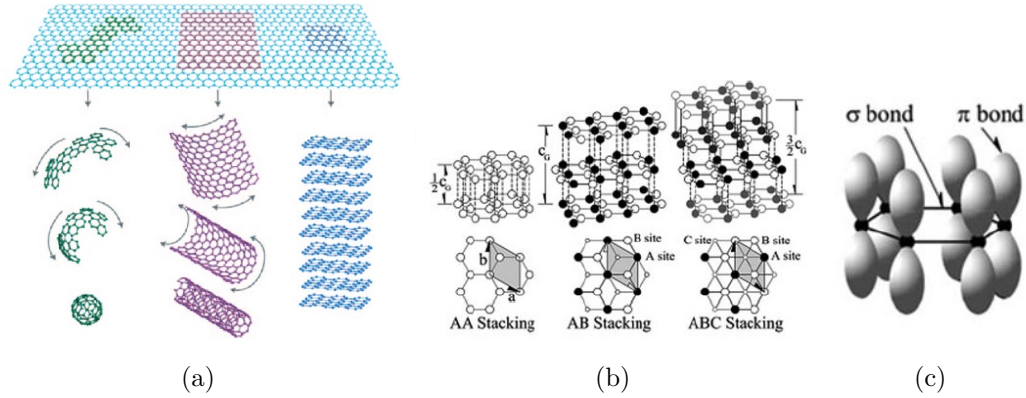 σ bond
π bond
½ c_G
c_G
3/2 c_G
b
a
B site
A site
C site
B site
A site
AA Stacking
AB Stacking
ABC Stacking
(a)
(b)
(c)